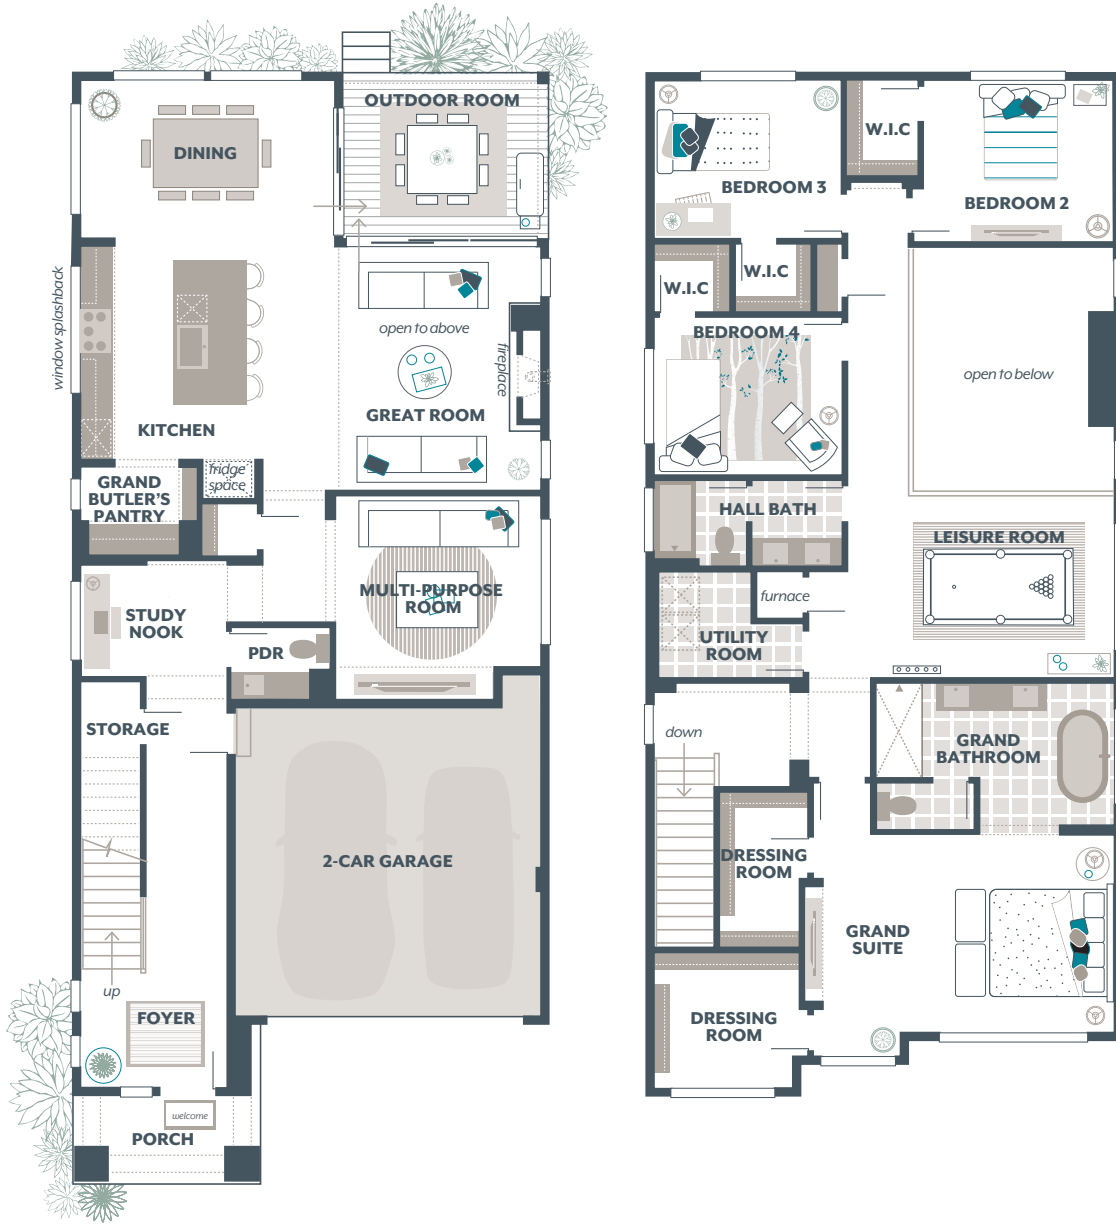 OUTDOOR ROOM
DINING
window splashback
open to above
fireplace
GREAT ROOM
KITCHEN
fridge
space
GRAND
BUTLER'S
PANTRY
MULTI-PURPOSE
ROOM
STUDY
NOOK
PDR
STORAGE
2-CAR GARAGE
up
FOYER
welcome
PORCH
W.I.C
BEDROOM 3
BEDROOM 2
W.I.C
W.I.C
BEDROOM 4
open to below
HALL BATH
LEISURE ROOM
furnace
UTILITY
ROOM
down
GRAND
BATHROOM
DRESSING
ROOM
GRAND
SUITE
DRESSING
ROOM